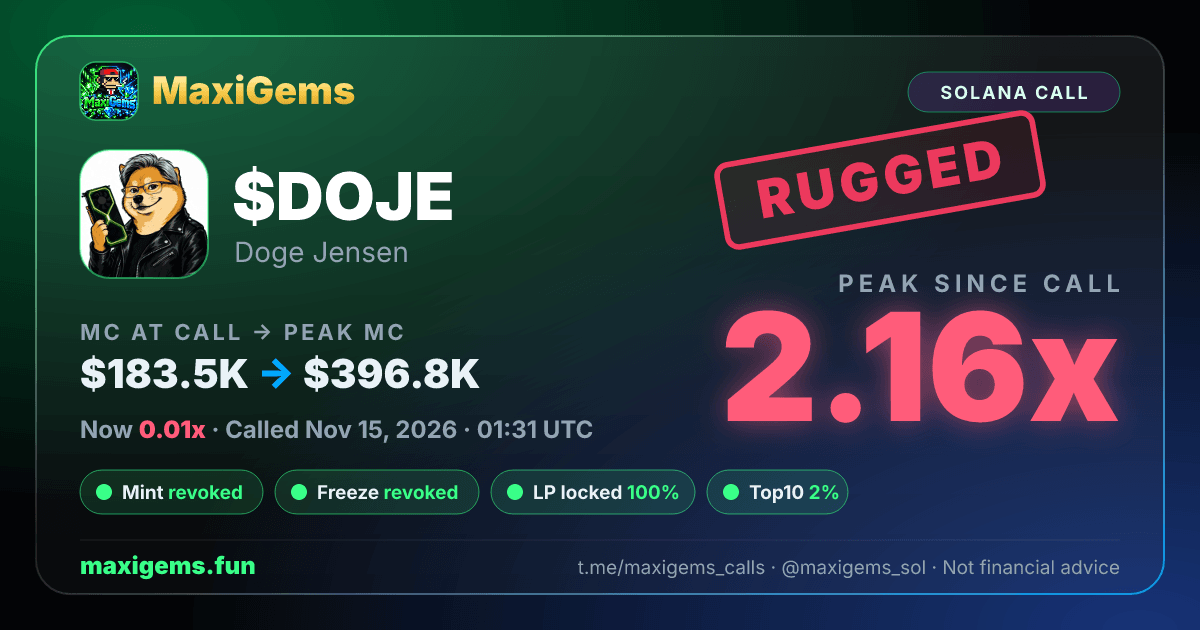 MaxiGems
MaxiGems
SOLANA CALL
RUGGED
$DOJE
Doge Jensen
PEAK SINCE CALL
2.16x
MC AT CALL → PEAK MC
$183.5K → $396.8K
Now 0.01x · Called Nov 15, 2026 · 01:31 UTC
Mint revoked
Freeze revoked
LP locked 100%
Top10 2%
maxigems.fun
t.me/maxigems_calls · @maxigems_sol · Not financial advice